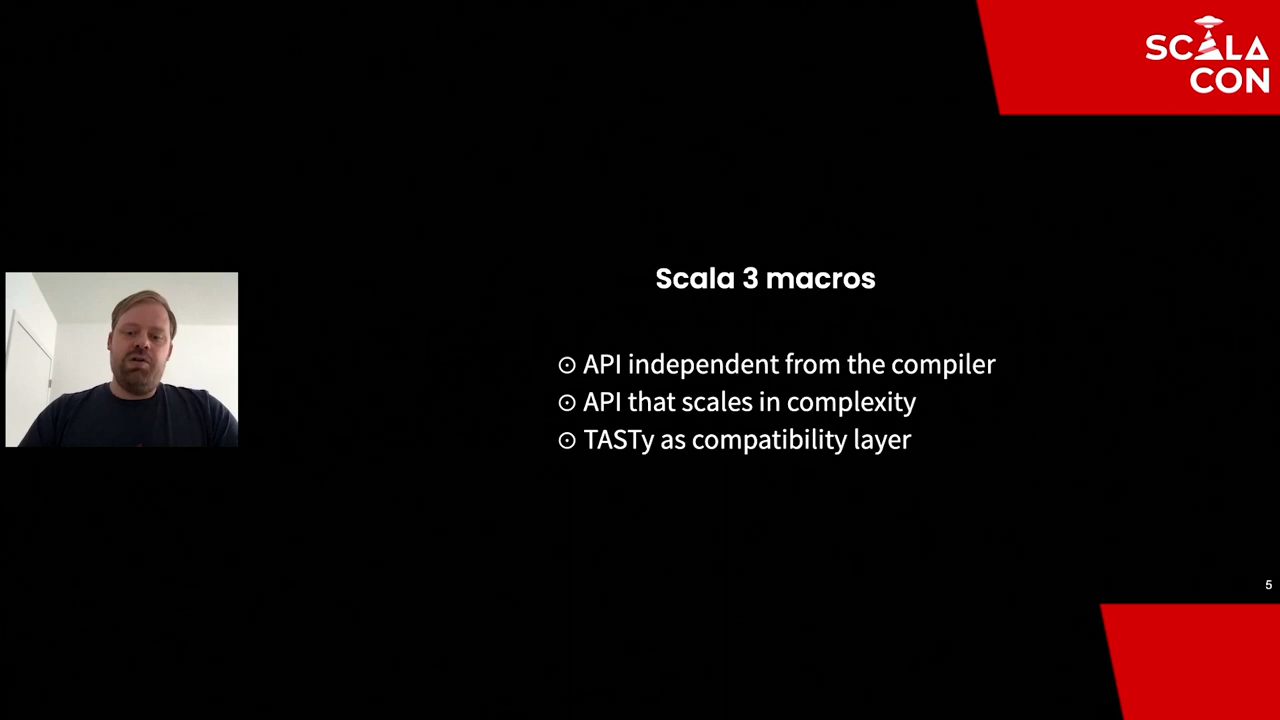 SCALA
CON
Scala 3 macros
⊙ API independent from the compiler
⊙ API that scales in complexity
⊙ TASTy as compatibility layer
5